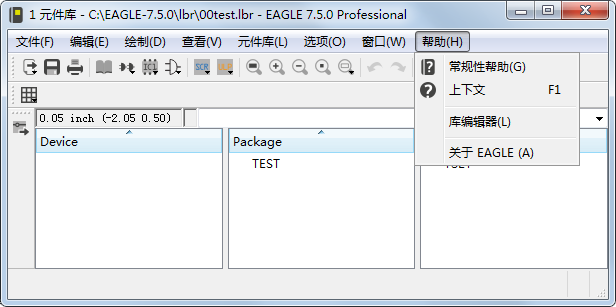 1 元件库 - C:\EAGLE-7.5.0\lbr\00test.lbr - EAGLE 7.5.0 Professional
文件(F) 编辑(E) 绘制(D) 查看(V) 元件库(L) 选项(O) 窗口(W) 帮助(H)
常规性帮助(G)
上下文 F1
库编辑器(L)
关于 EAGLE (A)
IC1 SCR ULP
0.05 inch (-2.05 0.50)
Device Package
TEST